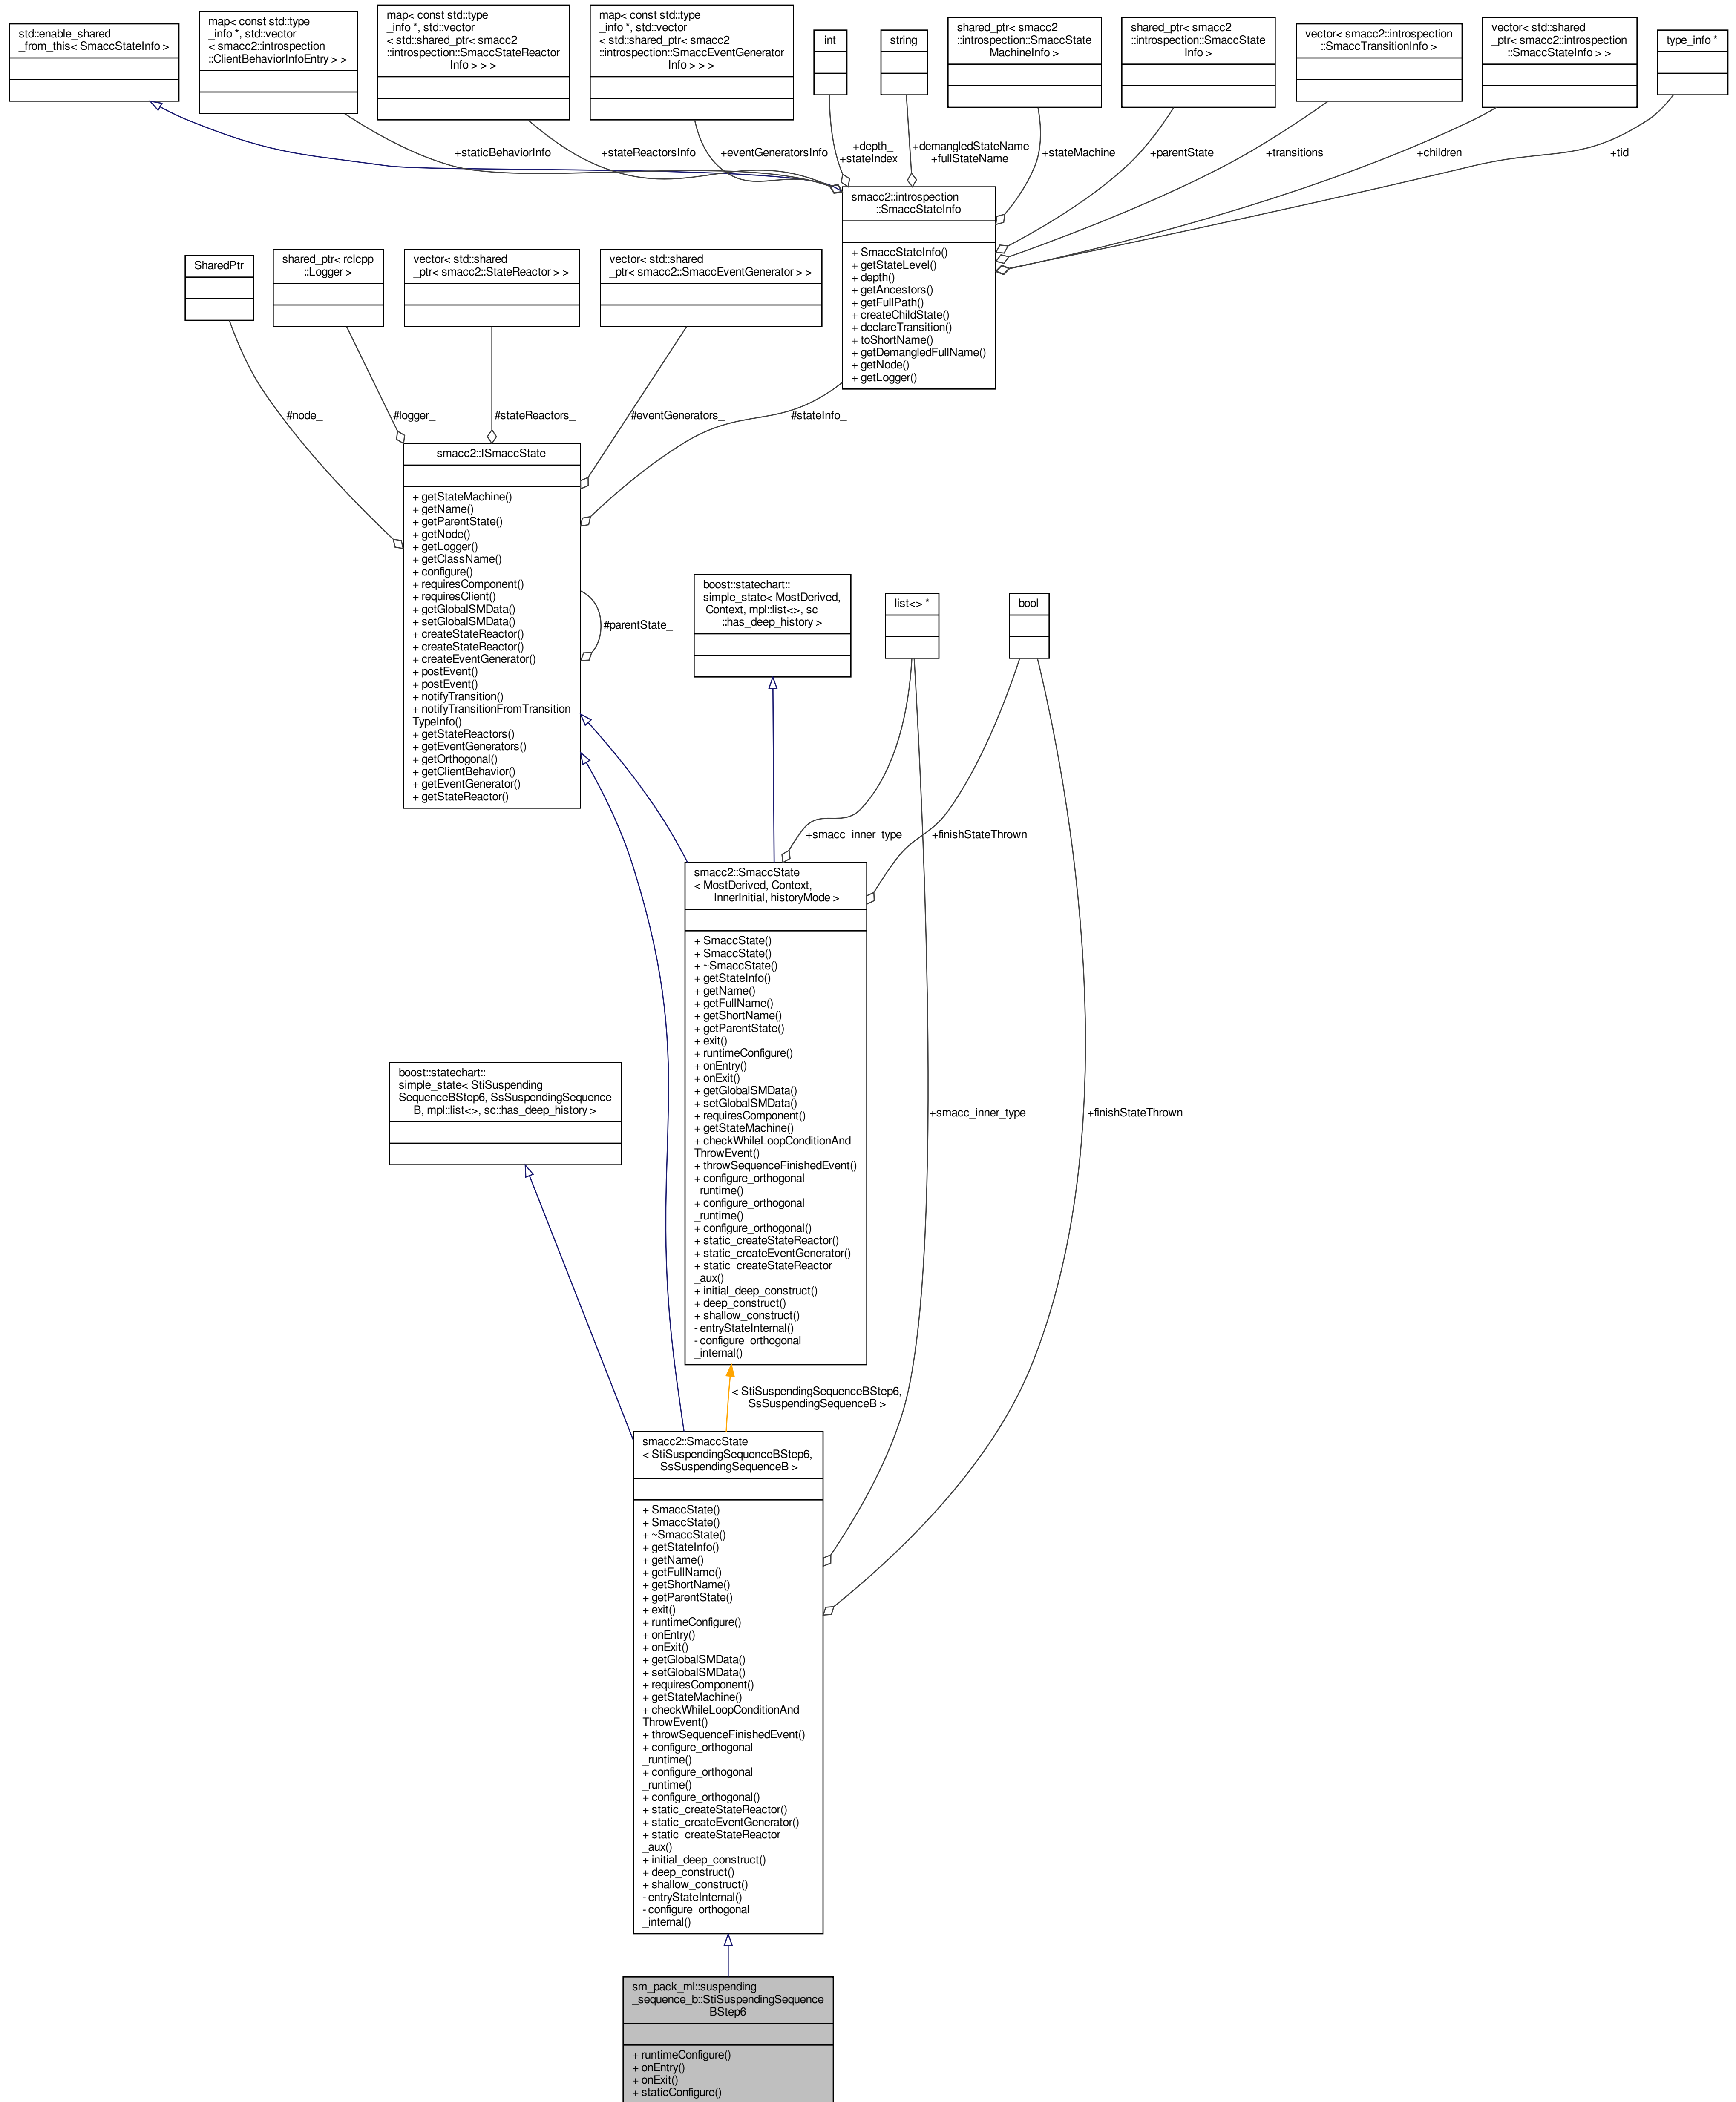 std::enable_shared
_from_this< SmaccStateInfo >
map< const std::type
_info *, std::vector
< smacc2::introspection
::ClientBehaviorInfoEntry > >
map< const std::type
_info *, std::vector
< std::shared_ptr< smacc2
::introspection::SmaccStateReactor
Info > > >
map< const std::type
_info *, std::vector
< std::shared_ptr< smacc2
::introspection::SmaccEventGenerator
Info > > >
int
string
shared_ptr< smacc2
::introspection::SmaccState
MachineInfo >
shared_ptr< smacc2
::introspection::SmaccState
Info >
vector< smacc2::introspection
::SmaccTransitionInfo >
vector< std::shared
_ptr< smacc2::introspection
::SmaccStateInfo > >
type_info *
+staticBehaviorInfo
+stateReactorsInfo
+eventGeneratorsInfo
+depth_
+stateIndex_
+demangledStateName
+fullStateName
+stateMachine_
+parentState_
+transitions_
+children_
+tid_
smacc2::introspection
::SmaccStateInfo
+ SmaccStateInfo()
+ getStateLevel()
+ depth()
+ getAncestors()
+ getFullPath()
+ createChildState()
+ declareTransition()
+ toShortName()
+ getDemangledFullName()
+ getNode()
+ getLogger()
SharedPtr
shared_ptr< rclcpp
::Logger >
vector< std::shared
_ptr< smacc2::StateReactor > >
vector< std::shared
_ptr< smacc2::SmaccEventGenerator > >
#node_
#logger_
#stateReactors_
#eventGenerators_
#stateInfo_
smacc2::ISmaccState
+ getStateMachine()
+ getName()
+ getParentState()
+ getNode()
+ getLogger()
+ getClassName()
+ configure()
+ requiresComponent()
+ requiresClient()
+ getGlobalSMData()
+ setGlobalSMData()
+ createStateReactor()
+ createStateReactor()
+ createEventGenerator()
+ postEvent()
+ postEvent()
+ notifyTransition()
+ notifyTransitionFromTransition
TypeInfo()
+ getStateReactors()
+ getEventGenerators()
+ getOrthogonal()
+ getClientBehavior()
+ getEventGenerator()
+ getStateReactor()
#parentState_
boost::statechart::
simple_state< MostDerived,
Context, mpl::list<>, sc
::has_deep_history >
list<> *
bool
+smacc_inner_type
+finishStateThrown
smacc2::SmaccState
< MostDerived, Context,
InnerInitial, historyMode >
+ SmaccState()
+ SmaccState()
+ ~SmaccState()
+ getStateInfo()
+ getName()
+ getFullName()
+ getShortName()
+ getParentState()
+ exit()
+ runtimeConfigure()
+ onEntry()
+ onExit()
+ getGlobalSMData()
+ setGlobalSMData()
+ requiresComponent()
+ getStateMachine()
+ checkWhileLoopConditionAnd
ThrowEvent()
+ throwSequenceFinishedEvent()
+ configure_orthogonal
_runtime()
+ configure_orthogonal
_runtime()
+ configure_orthogonal()
+ static_createStateReactor()
+ static_createEventGenerator()
+ static_createStateReactor
_aux()
+ initial_deep_construct()
+ deep_construct()
+ shallow_construct()
- entryStateInternal()
- configure_orthogonal
_internal()
boost::statechart::
simple_state< StiSuspending
SequenceBStep6, SsSuspendingSequence
B, mpl::list<>, sc::has_deep_history >
+smacc_inner_type
+finishStateThrown
< StiSuspendingSequenceBStep6,
SsSuspendingSequenceB >
smacc2::SmaccState
< StiSuspendingSequenceBStep6,
SsSuspendingSequenceB >
+ SmaccState()
+ SmaccState()
+ ~SmaccState()
+ getStateInfo()
+ getName()
+ getFullName()
+ getShortName()
+ getParentState()
+ exit()
+ runtimeConfigure()
+ onEntry()
+ onExit()
+ getGlobalSMData()
+ setGlobalSMData()
+ requiresComponent()
+ getStateMachine()
+ checkWhileLoopConditionAnd
ThrowEvent()
+ throwSequenceFinishedEvent()
+ configure_orthogonal
_runtime()
+ configure_orthogonal
_runtime()
+ configure_orthogonal()
+ static_createStateReactor()
+ static_createEventGenerator()
+ static_createStateReactor
_aux()
+ initial_deep_construct()
+ deep_construct()
+ shallow_construct()
- entryStateInternal()
- configure_orthogonal
_internal()
sm_pack_ml::suspending
_sequence_b::StiSuspendingSequence
BStep6
+ runtimeConfigure()
+ onEntry()
+ onExit()
+ staticConfigure()